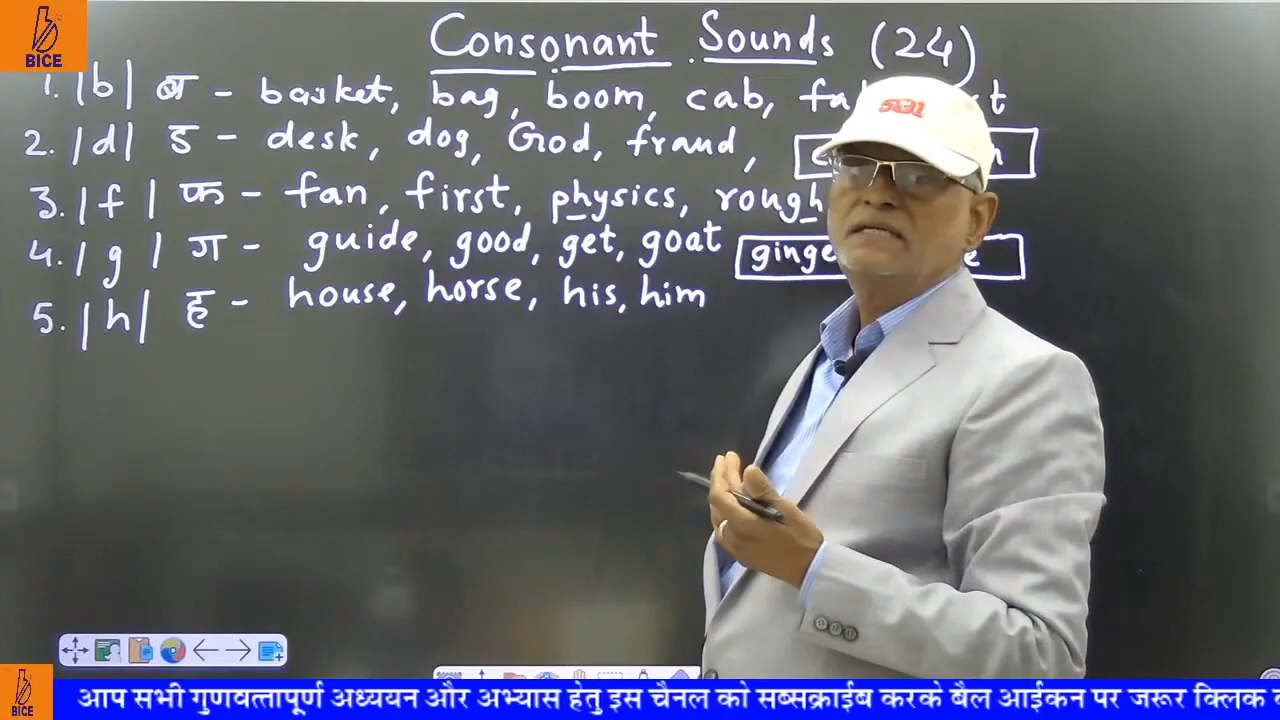 BICE
Consonant Sounds (24)
1. |b| ब - basket, bag, boom, cab,
2. |d| ड - desk, dog, God, fraud,
3. |f| फ - fan, first, physics, rough
4. |g| ग - guide, good, get, goat
5. |h| ह - house, horse, his, him
BICE
आप सभी गुणवत्तापूर्ण अध्ययन और अभ्यास हेतु इस चैनल को सब्सक्राईब करके बैल आईकन पर जरूर क्लिक